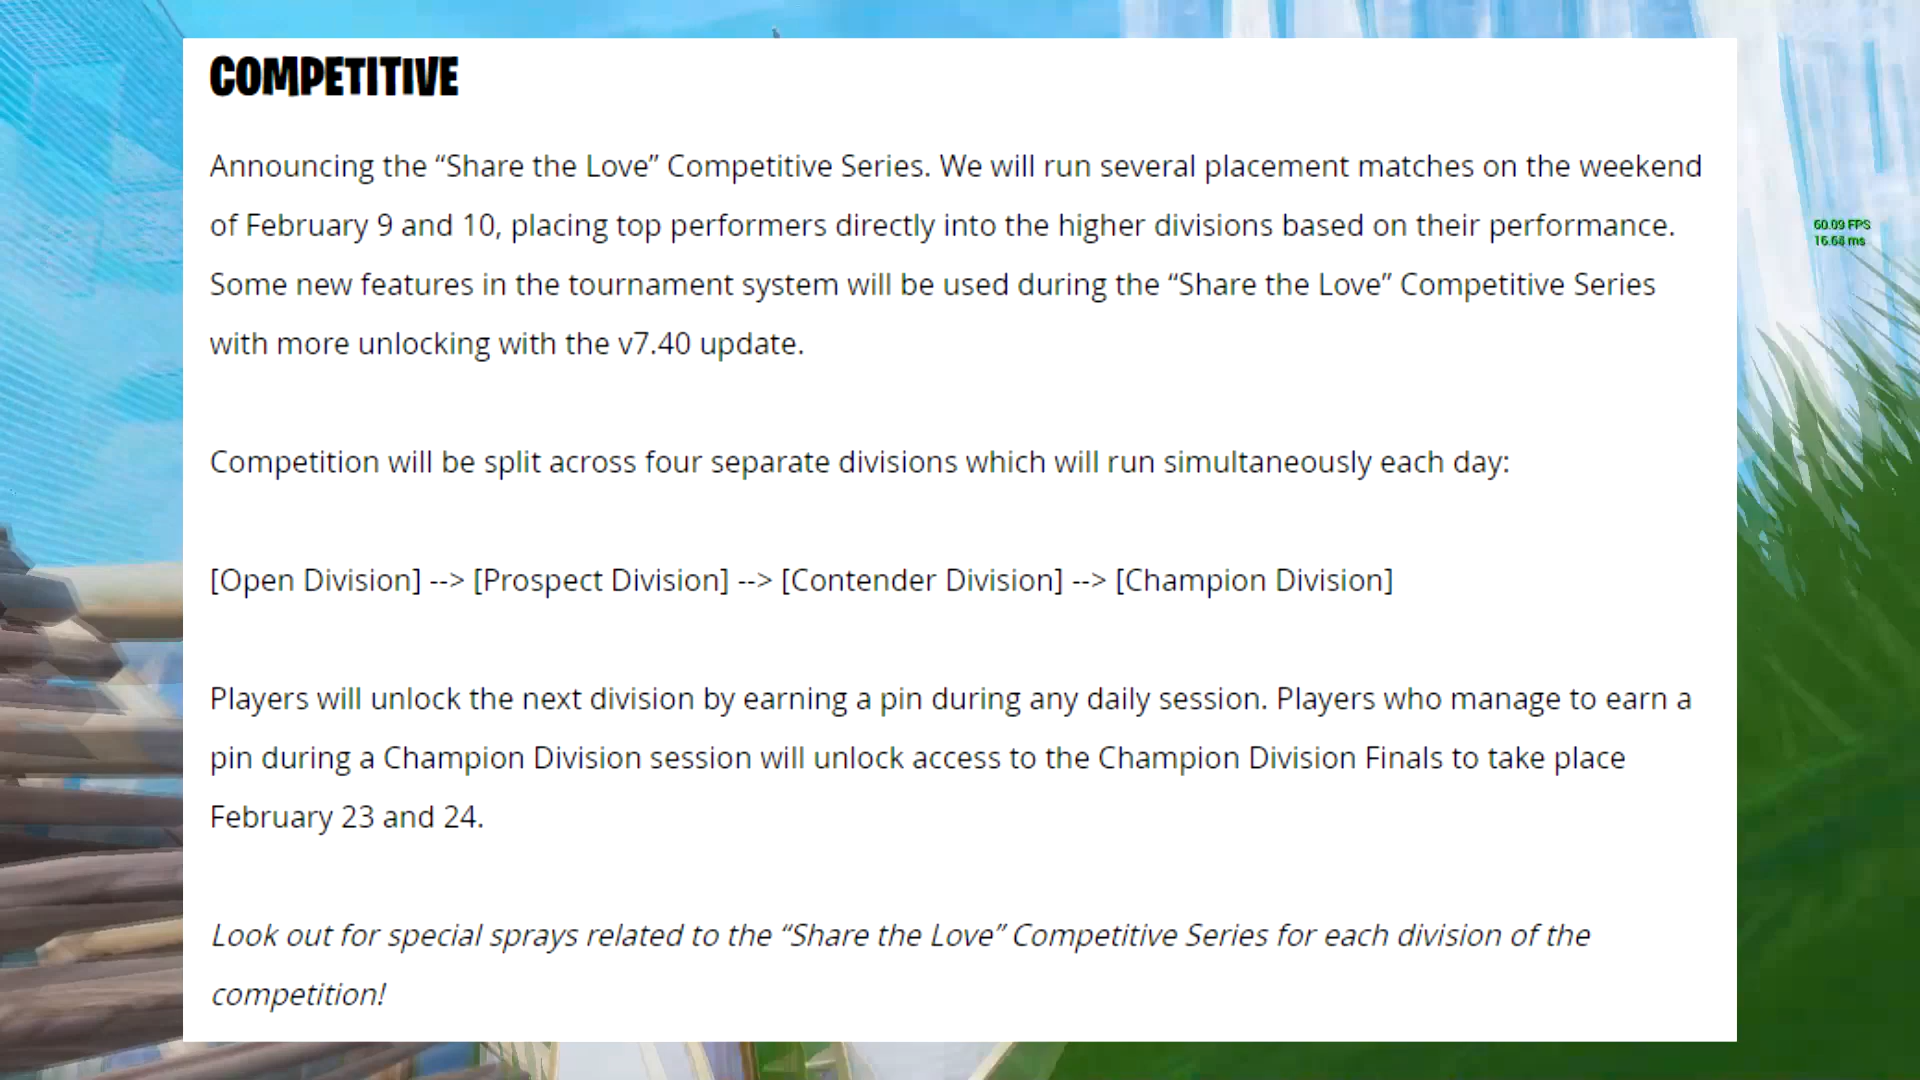 COMPETITIVE
Announcing the “Share the Love” Competitive Series. We will run several placement matches on the weekend
of February 9 and 10, placing top performers directly into the higher divisions based on their performance.
Some new features in the tournament system will be used during the “Share the Love” Competitive Series
with more unlocking with the v7.40 update.
Competition will be split across four separate divisions which will run simultaneously each day:
[Open Division] --> [Prospect Division] --> [Contender Division] --> [Champion Division]
Players will unlock the next division by earning a pin during any daily session. Players who manage to earn a
pin during a Champion Division session will unlock access to the Champion Division Finals to take place
February 23 and 24.
Look out for special sprays related to the “Share the Love” Competitive Series for each division of the
competition!
60.09 FPS
16.64 ms